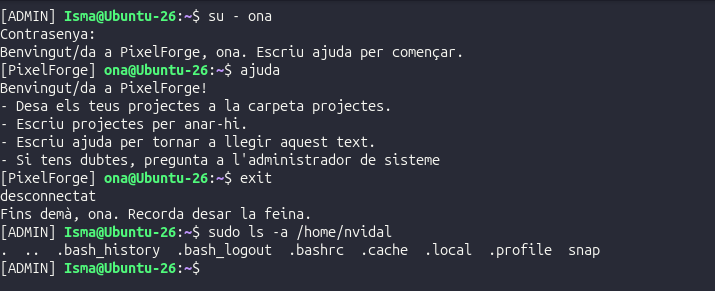 [ADMIN] Isma@Ubuntu-26:~$ su - ona
Contrasenya:
Benvingut/da a PixelForge, ona. Escriu ajuda per començar.
[PixelForge] ona@Ubuntu-26:~$ ajuda
Benvingut/da a PixelForge!
- Desa els teus projectes a la carpeta projectes.
- Escriu projectes per anar-hi.
- Escriu ajuda per tornar a llegir aquest text.
- Si tens dubtes, pregunta a l'administrador de sisteme
[PixelForge] ona@Ubuntu-26:~$ exit
desconnectat
Fins demà, ona. Recorda desar la feina.
[ADMIN] Isma@Ubuntu-26:~$ sudo ls -a /home/nvidal
.  ..  .bash_history  .bash_logout  .bashrc  .cache  .local  .profile  snap
[ADMIN] Isma@Ubuntu-26:~$